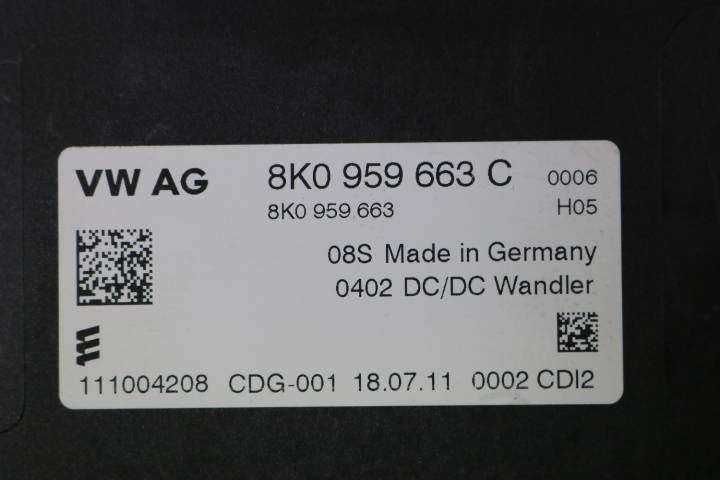 VW AG 8K0 959 663 C 0006
8K0 959 663 H05
08S Made in Germany
0402 DC/DC Wandler
111004208 CDG-001 18.07.11 0002 CDI2